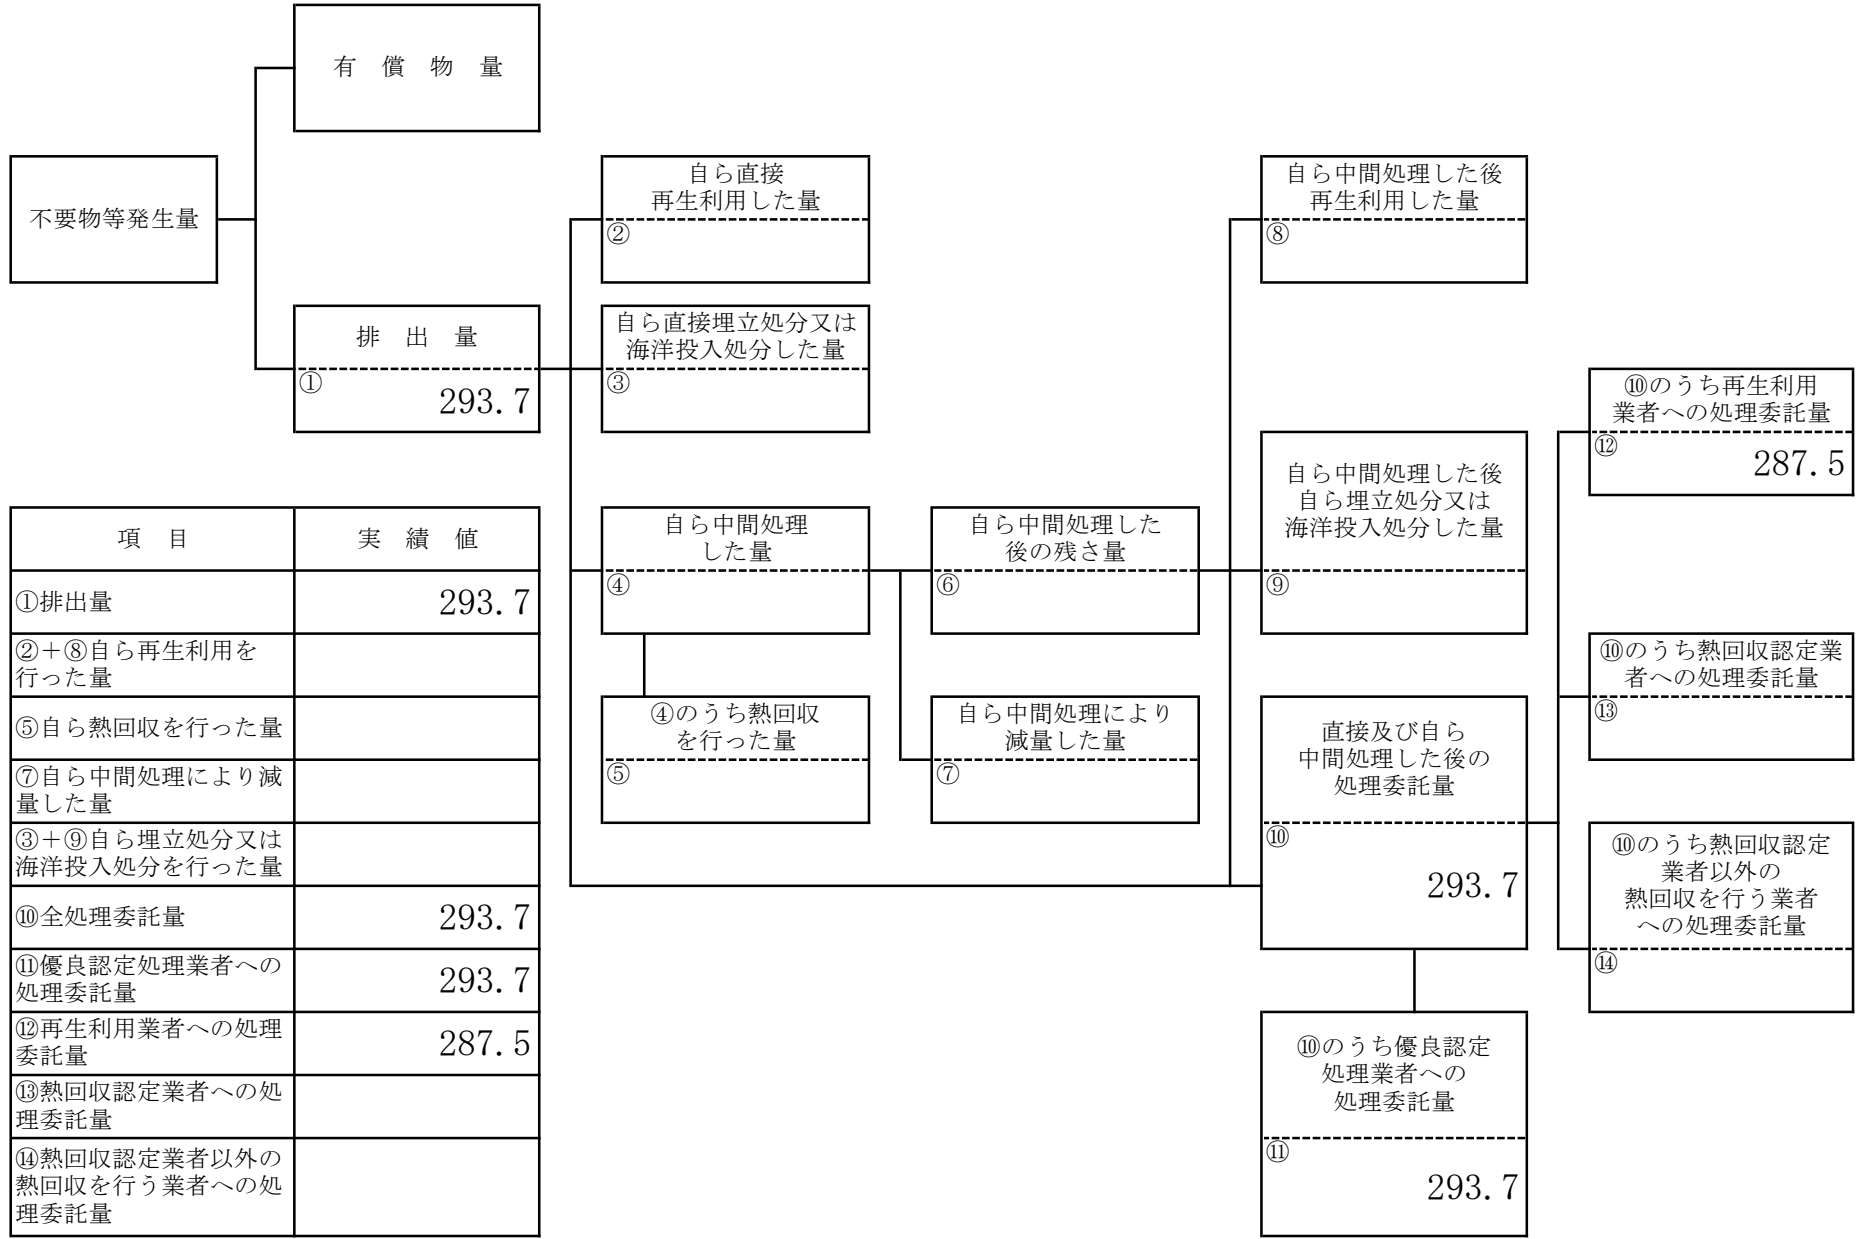 有　償　物　量
不要物等発生量
排　出　量
①
293.7
自ら直接
再生利用した量
②
自ら直接埋立処分又は
海洋投入処分した量
③
自ら中間処理
した量
④
④のうち熱回収
を行った量
⑤
自ら中間処理した
後の残さ量
⑥
自ら中間処理により
減量した量
⑦
自ら中間処理した後
再生利用した量
⑧
自ら中間処理した後
自ら埋立処分又は
海洋投入処分した量
⑨
直接及び自ら
中間処理した後の
処理委託量
⑩
293.7
⑩のうち優良認定
処理業者への
処理委託量
⑪
293.7
⑩のうち再生利用
業者への処理委託量
⑫
287.5
⑩のうち熱回収認定業
者への処理委託量
⑬
⑩のうち熱回収認定
業者以外の
熱回収を行う業者
への処理委託量
⑭
項　目　実　績　値
①排出量　293.7
②＋⑧自ら再生利用を
行った量
⑤自ら熱回収を行った量
⑦自ら中間処理により減
量した量
③＋⑨自ら埋立処分又は
海洋投入処分を行った量
⑩全処理委託量　293.7
⑪優良認定処理業者への
処理委託量　293.7
⑫再生利用業者への処理
委託量　287.5
⑬熱回収認定業者への処
理委託量
⑭熱回収認定業者以外の
熱回収を行う業者への処
理委託量